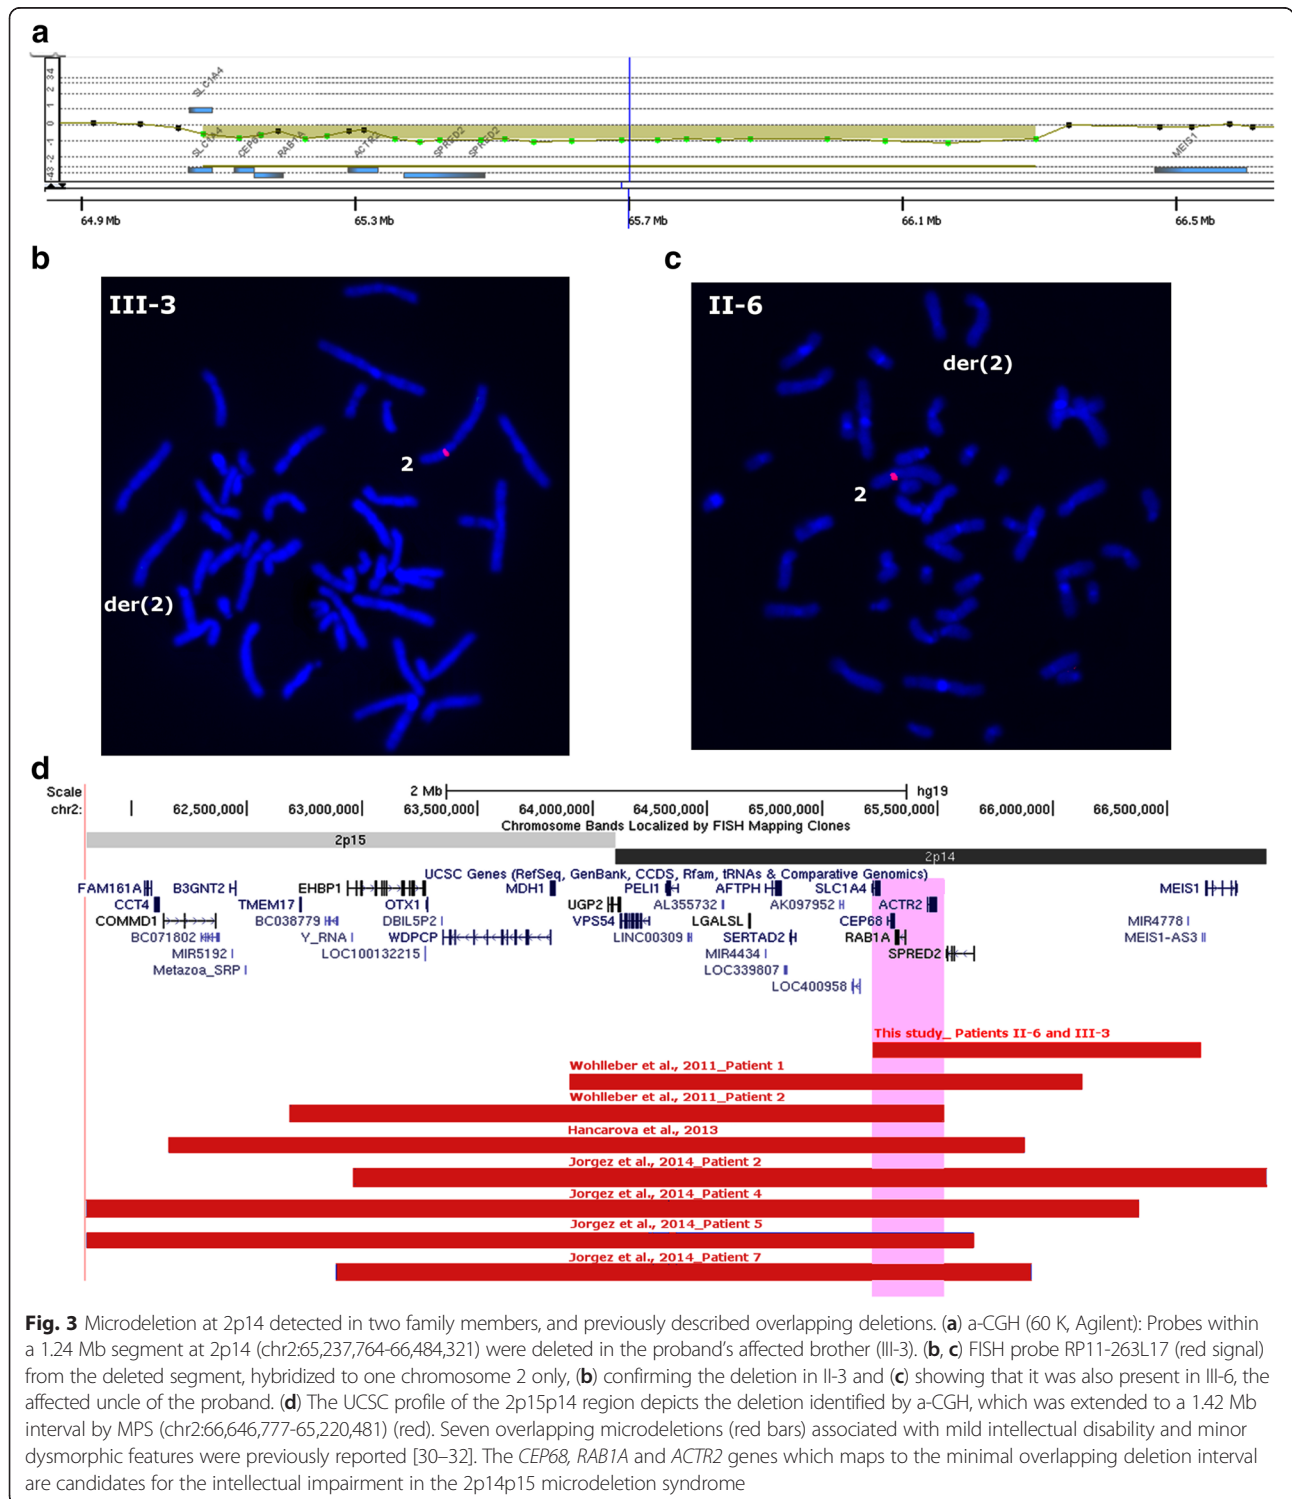 a
SLC1A4
4
3
2
1
0
-1
-2
-4
SLC1A4
CEP68
RAB1A
ACTR2
SPRED2
SPRED2
MEIS1
64.9 Mb
65.3 Mb
65.7 Mb
66.1 Mb
66.5 Mb
b
c
III-3
2
der(2)
II-6
der(2)
2
d
Scale 2 Mb hg19
chr2: 62,500,000 63,000,000 63,500,000 64,000,000 64,500,000 65,000,000 65,500,000 66,000,000 66,500,000
Chromosome Bands Localized by FISH Mapping Clones
2p15
2p14
UCSC Genes (RefSeq, GenBank, CCDS, Rfam, tRNAs & Comparative Genomics)
FAM161A B3GNT2 EHBP1 MDH1 PELI1 AFTPH SLC1A4 MEIS1
CCT4 TMEM17 OTX1 UGP2 AL355732 AK097952 ACTR2
COMMD1 BC038779 DBIL5P2 VPS54 LGALSL CEP68 MIR4778
BC071802 Y_RNA WDPCP LINC00309 SERTAD2 RAB1A MEIS1-AS3
MIR5192 LOC100132215 MIR4434 SPRED2
Metazoa_SRP LOC339807
LOC400958
This study_ Patients II-6 and III-3
Wohlleber et al., 2011_Patient 1
Wohlleber et al., 2011_Patient 2
Hancarova et al., 2013
Jorgez et al., 2014_Patient 2
Jorgez et al., 2014_Patient 4
Jorgez et al., 2014_Patient 5
Jorgez et al., 2014_Patient 7
Fig. 3 Microdeletion at 2p14 detected in two family members, and previously described overlapping deletions. (a) a-CGH (60 K, Agilent): Probes within
a 1.24 Mb segment at 2p14 (chr2:65,237,764-66,484,321) were deleted in the proband's affected brother (III-3). (b, c) FISH probe RP11-263L17 (red signal)
from the deleted segment, hybridized to one chromosome 2 only, (b) confirming the deletion in II-3 and (c) showing that it was also present in III-6, the
affected uncle of the proband. (d) The UCSC profile of the 2p15p14 region depicts the deletion identified by a-CGH, which was extended to a 1.42 Mb
interval by MPS (chr2:66,646,777-65,220,481) (red). Seven overlapping microdeletions (red bars) associated with mild intellectual disability and minor
dysmorphic features were previously reported [30–32]. The CEP68, RAB1A and ACTR2 genes which maps to the minimal overlapping deletion interval
are candidates for the intellectual impairment in the 2p14p15 microdeletion syndrome